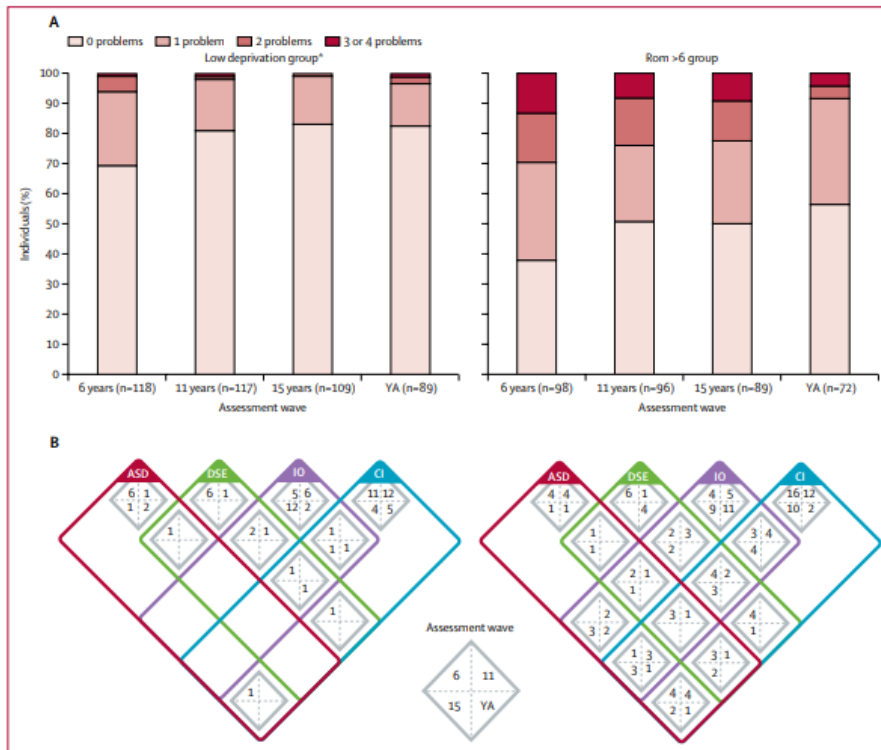 A
0 problems 1 problem 2 problems 3 or 4 problems
Low deprivation group* Rom >6 group
Individuals (%)
100
90
80
70
60
50
40
30
20
10
0
6 years (n=118) 11 years (n=117) 15 years (n=109) YA (n=89)
Assessment wave
6 years (n=98) 11 years (n=96) 15 years (n=89) YA (n=72)
Assessment wave
B
ASD DSE IO CI
6 1 6 1 5 6 11 12
1 2 12 2 4 5
1 2 1 1
1 1
1
1
1
1
Assessment wave
6 11
15 YA
ASD DSE IO CI
4 4 6 1 4 5 16 12
1 1 4 9 11 10 2
1 2 3 3 4
1 2 4
2 1 4 2
1 3
2 3 1 4
3 2 1
1 3 3 1
3 1 2
4 4
2 1